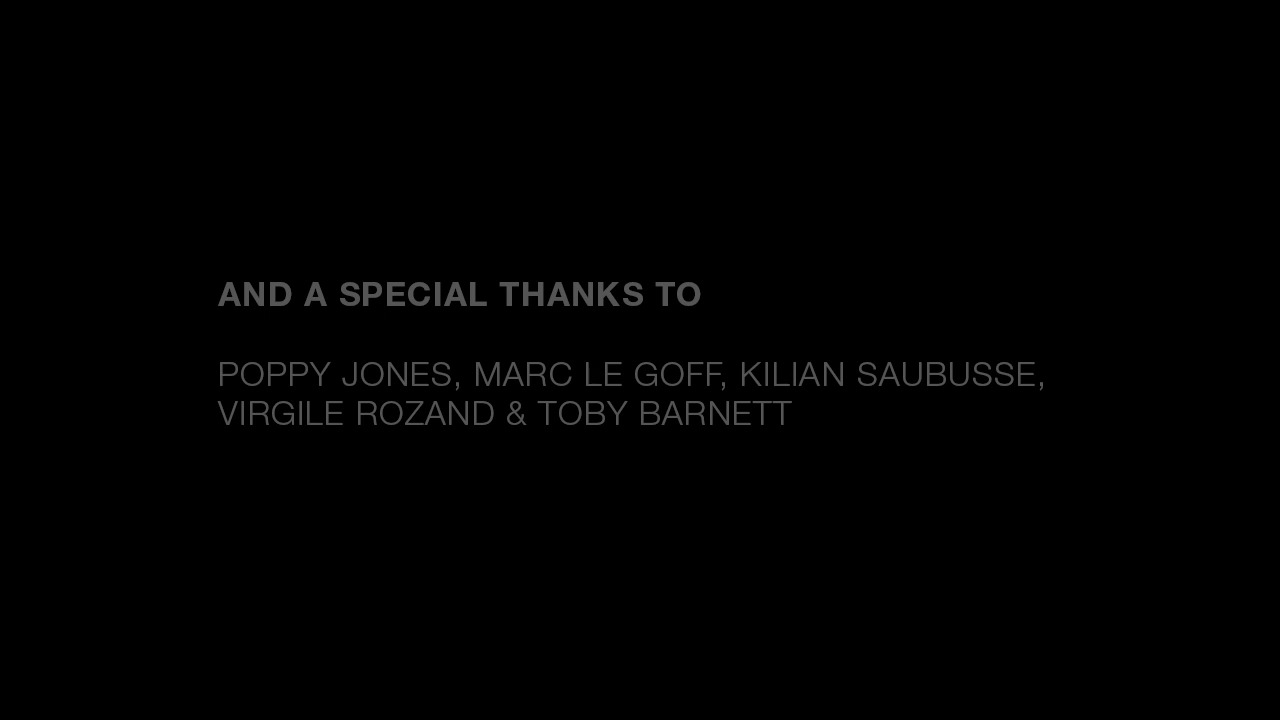 AND A SPECIAL THANKS TO
POPPY JONES, MARC LE GOFF, KILIAN SAUBUSSE,
VIRGILE ROZAND & TOBY BARNETT